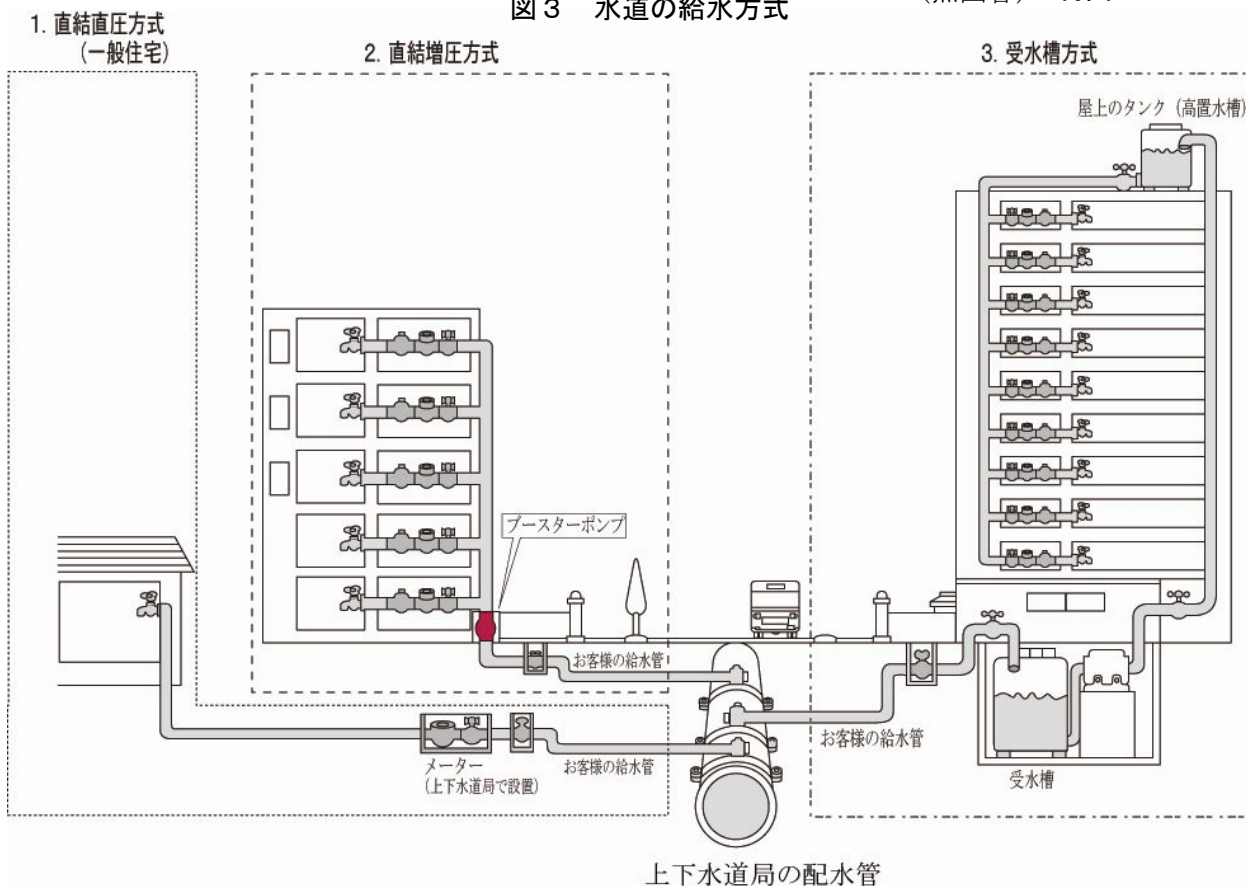 図3 水道の給水方式
1. 直結直圧方式
(一般住宅)
2. 直結増圧方式
3. 受水槽方式
屋上のタンク (高置水槽)
ブースターポンプ
お客様の給水管
お客様の給水管
メーター
(上下水道局で設置)
お客様の給水管
受水槽
上下水道局の配水管